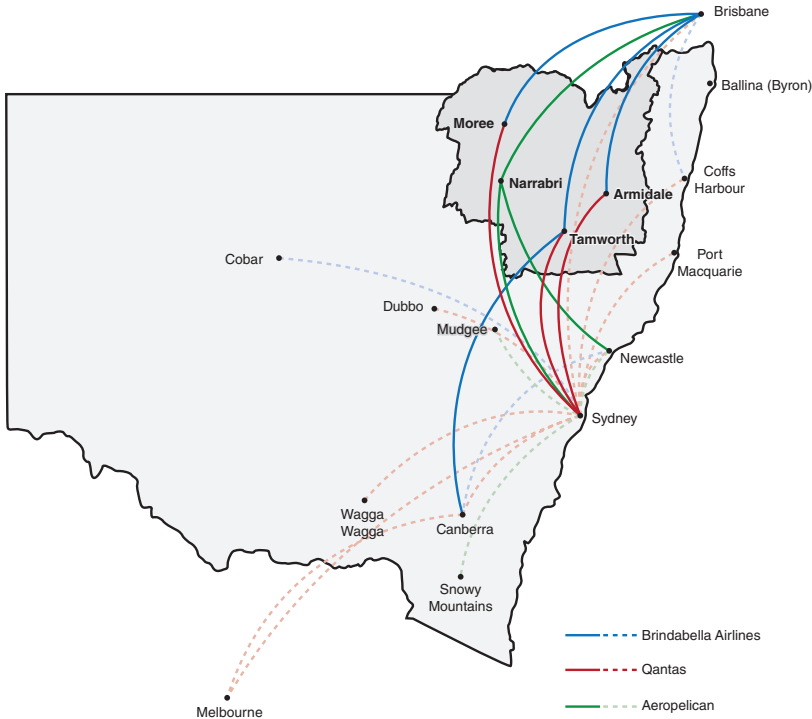 Brisbane
Ballina (Byron)
Moree
Narrabri
Armidale
Coffs
Harbour
Tamworth
Port
Macquarie
Cobar
Dubbo
Mudgee
Newcastle
Sydney
Wagga
Wagga
Canberra
Snowy
Mountains
Brindabella Airlines
Qantas
Aeropelican
Melbourne